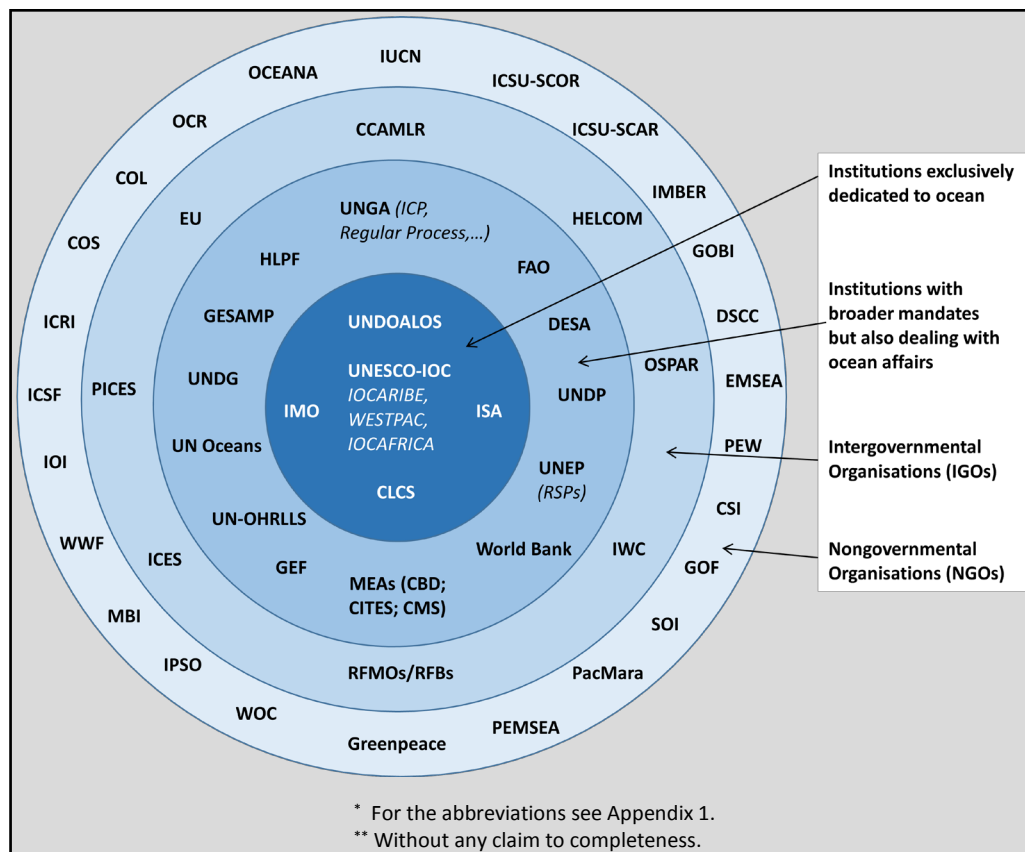 IUCN
OCEANA
ICSU-SCOR
OCR
ICSU-SCAR
CCAMLR
COL
IMBER
EU
HELCOM
COS
GOBI
UNGA (ICP,
Regular Process,...)
HLPF
FAO
ICRI
GESAMP
UNDOALOS
DESA
DSCC
OSPAR
UNESCO-IOC
IOCARIBE,
WESTPAC,
IOCAFRICA
UNDG
UNDP
EMSEA
ICSF
PICES
IMO
ISA
UN Oceans
PEW
IOI
UNEP
(RSPs)
CLCS
CSI
UN-OHRLLS
WWF
ICES
World Bank
IWC
GOF
GEF
MEAs (CBD;
CITES; CMS)
MBI
SOI
IPSO
RFMOs/RFBs
PacMara
WOC
PEMSEA
Greenpeace
Institutions exclusively
dedicated to ocean
Institutions with
broader mandates
but also dealing with
ocean affairs
Intergovernmental
Organisations (IGOs)
Nongovernmental
Organisations (NGOs)
* For the abbreviations see Appendix 1.
** Without any claim to completeness.